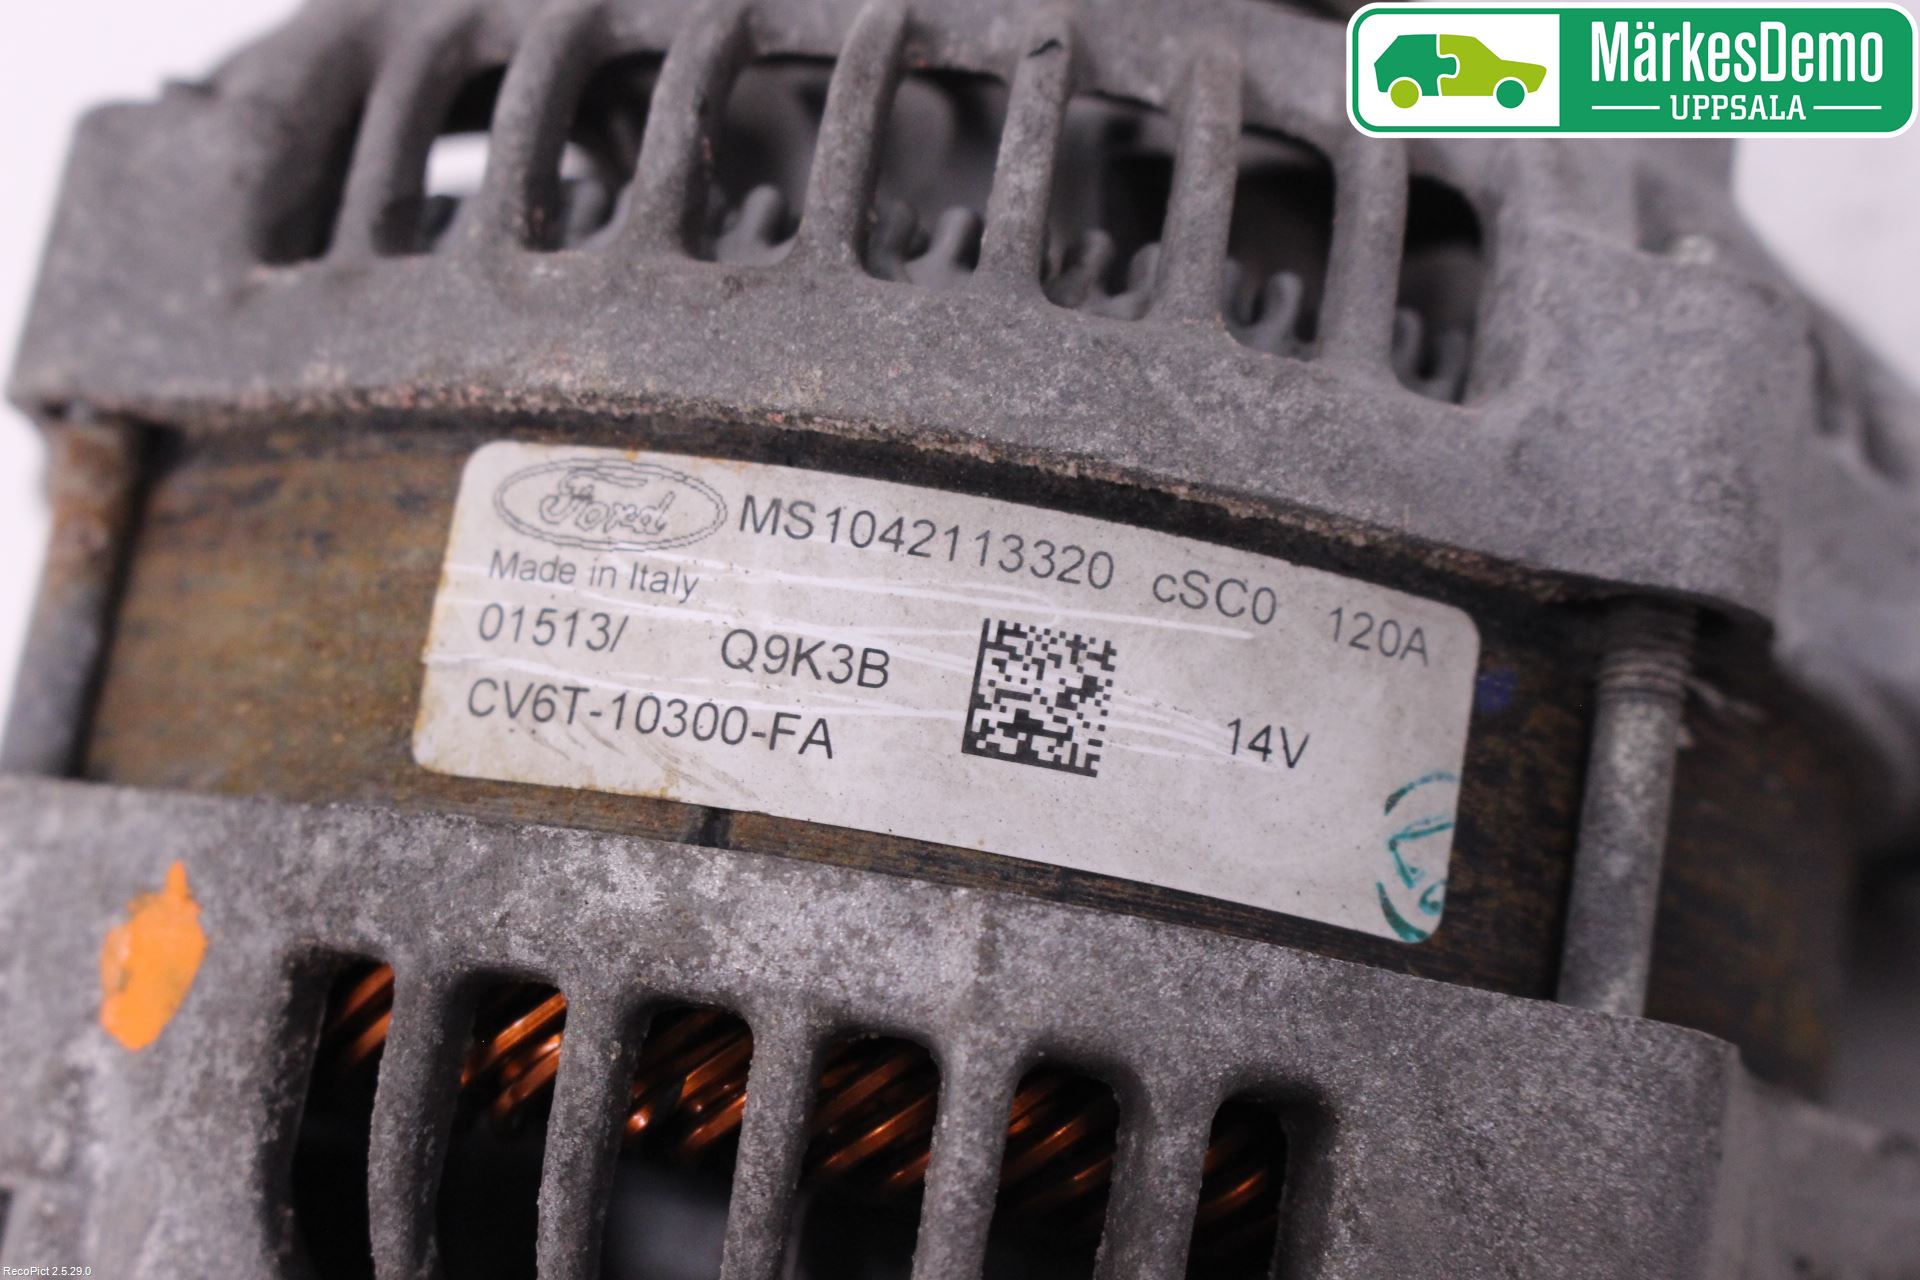 MärkesDemo
UPPSALA
Ford MS1042113320 cSC0 120A
Made in Italy
01513/ Q9K3B
CV6T-10300-FA 14V
RecoPict 2.5.29.0